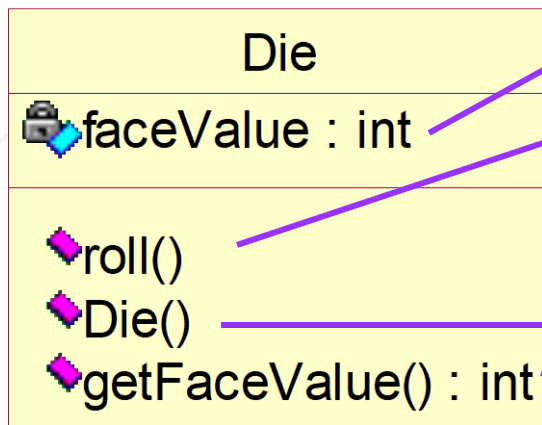 Die
faceValue : int
roll()
Die()
getFaceValue() : int